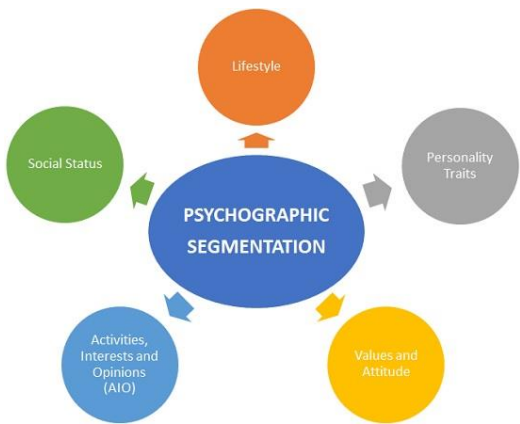 Lifestyle
Social Status
Personality
Traits
PSYCHOGRAPHIC
SEGMENTATION
Activities,
Interests and
Opinions
(AIO)
Values and
Attitude